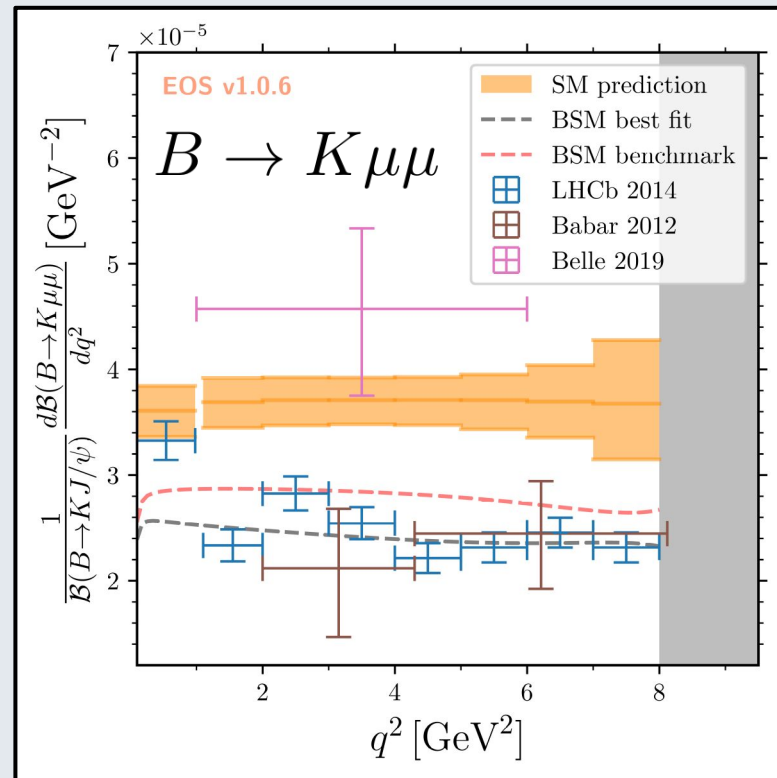 ×10⁻⁵
EOS v1.0.6
B → Kμμ
SM prediction
BSM best fit
BSM benchmark
LHCb 2014
Babar 2012
Belle 2019
7
6
5
4
3
2
1/ℬ(B→KJ/ψ) dℬ(B→Kμμ)/dq² [GeV⁻²]
2 4 6 8
q² [GeV²]